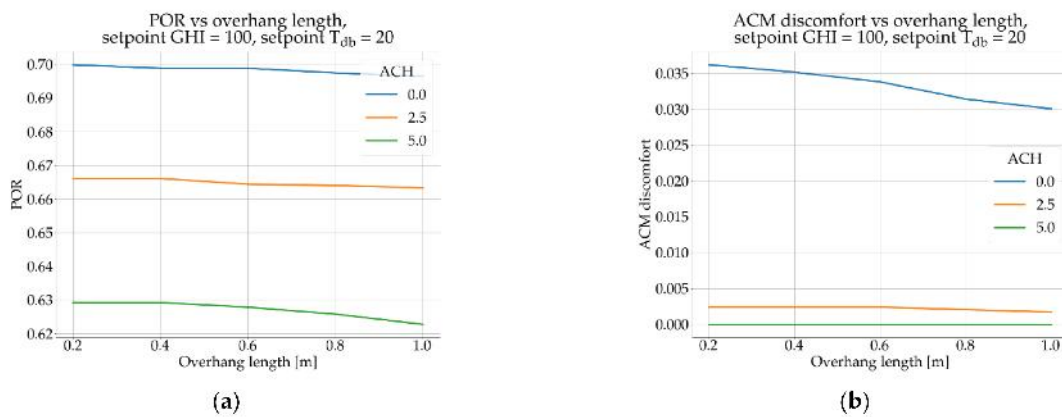 POR vs overhang length,
setpoint GHI = 100, setpoint T_db = 20
0.70
0.69
0.68
0.67
0.66
0.65
0.64
0.63
0.62
POR
ACH
0.0
2.5
5.0
0.2 0.4 0.6 0.8 1.0
Overhang length [m]
(a)
ACM discomfort vs overhang length,
setpoint GHI = 100, setpoint T_db = 20
0.035
0.030
0.025
0.020
0.015
0.010
0.005
0.000
ACM discomfort
ACH
0.0
2.5
5.0
0.2 0.4 0.6 0.8 1.0
Overhang length [m]
(b)